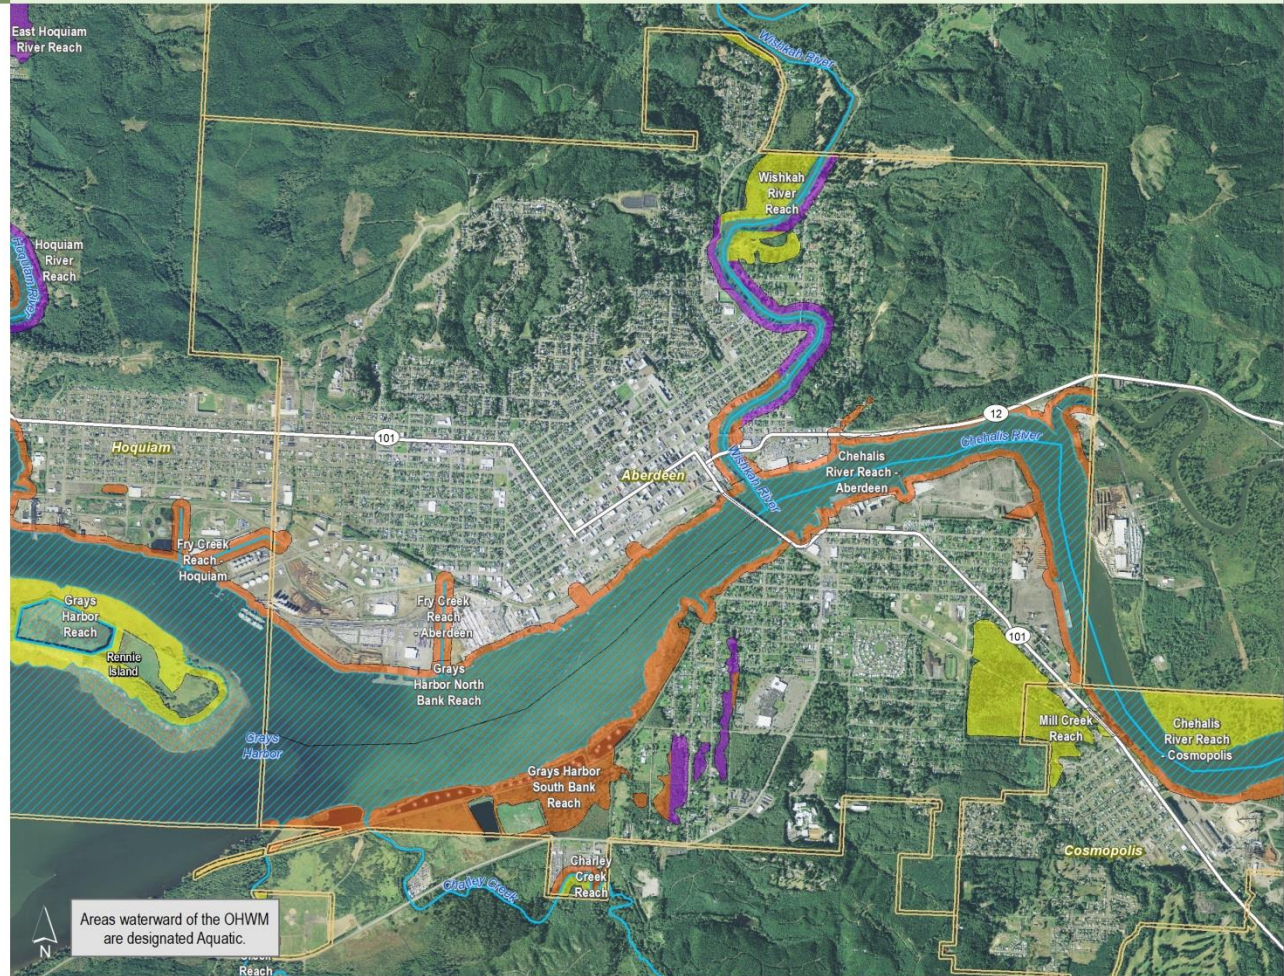 East Hoquiam
River Reach
Wishkah River
Wishkah
River
Reach
Hoquiam
River
Reach
Hoquiam River
12
Chehalis River
101
Hoquiam
Aberdeen
Wishkah River
Chehalis
River Reach -
Aberdeen
Fry Creek
Reach -
Hoquiam
Fry Creek
Reach
- Aberdeen
Grays
Harbor
Reach
Rennie
Island
101
Grays
Harbor North
Bank Reach
Mill Creek
Reach
Chehalis
River Reach
- Cosmopolis
Grays
Harbor
Grays Harbor
South Bank
Reach
Cosmopolis
Charley
Creek
Reach
Charley Creek
Areas waterward of the OHWM
are designated Aquatic.
N
Reach